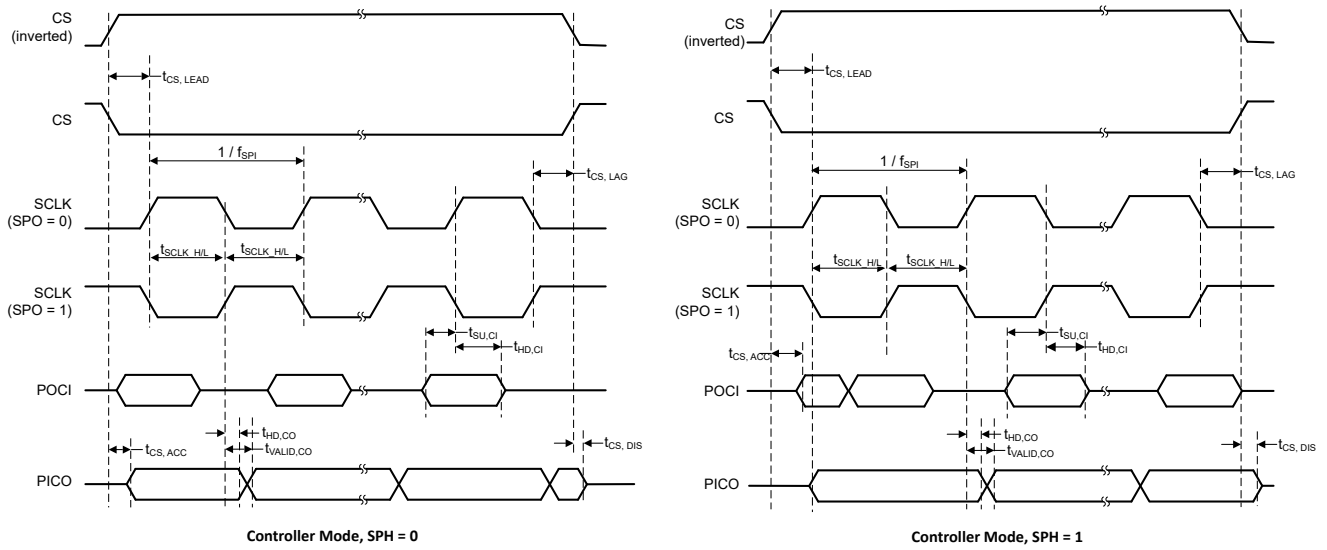 CS
(inverted)
tCS, LEAD
CS
1 / fSPI
tCS, LAG
SCLK
(SPO = 0)
tSCLK_H/L
tSCLK_H/L
SCLK
(SPO = 1)
tSU,CI
tHD,CI
POCI
tHD,CO
tCS, ACC
tVALID,CO
tCS, DIS
PICO
Controller Mode, SPH = 0
CS
(inverted)
tCS, LEAD
CS
1 / fSPI
tCS, LAG
SCLK
(SPO = 0)
tSCLK_H/L
tSCLK_H/L
SCLK
(SPO = 1)
tSU,CI
tHD,CI
tCS, ACC
POCI
tHD,CO
tVALID,CO
tCS, DIS
PICO
Controller Mode, SPH = 1